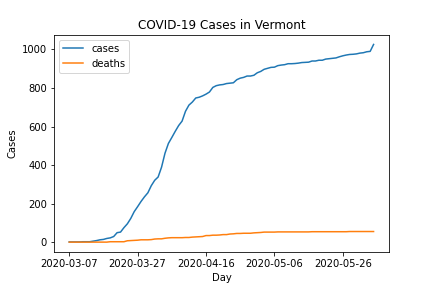 COVID-19 Cases in Vermont
cases
deaths
Cases
1000
800
600
400
200
0
2020-03-07 2020-03-27 2020-04-16 2020-05-06 2020-05-26
Day